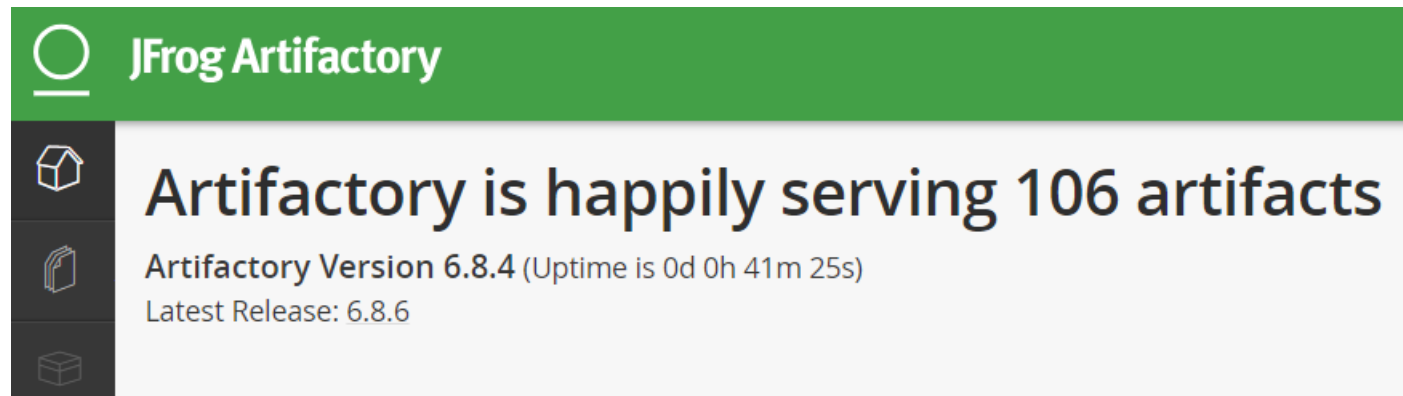 JFrog Artifactory
Artifactory is happily serving 106 artifacts
Artifactory Version 6.8.4 (Uptime is 0d 0h 41m 25s)
Latest Release: 6.8.6